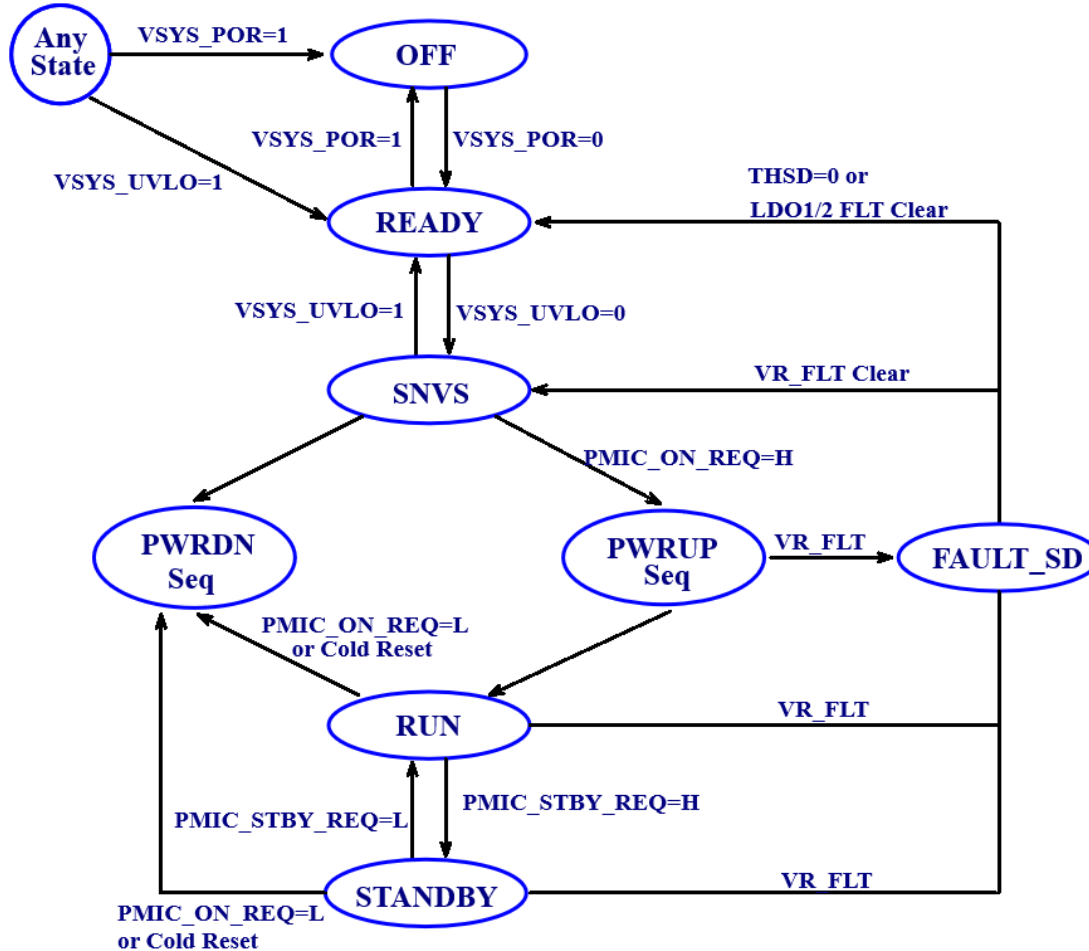 Any
State
VSYS_POR=1
OFF
VSYS_POR=1
VSYS_POR=0
VSYS_UVLO=1
THSD=0 or
LDO1/2 FLT Clear
READY
VSYS_UVLO=1
VSYS_UVLO=0
VR_FLT Clear
SNVS
PMIC_ON_REQ=H
PWRDN
Seq
PWRUP
Seq
VR_FLT
FAULT_SD
PMIC_ON_REQ=L
or Cold Reset
RUN
VR_FLT
PMIC_STBY_REQ=H
PMIC_STBY_REQ=L
STANDBY
VR_FLT
PMIC_ON_REQ=L
or Cold Reset